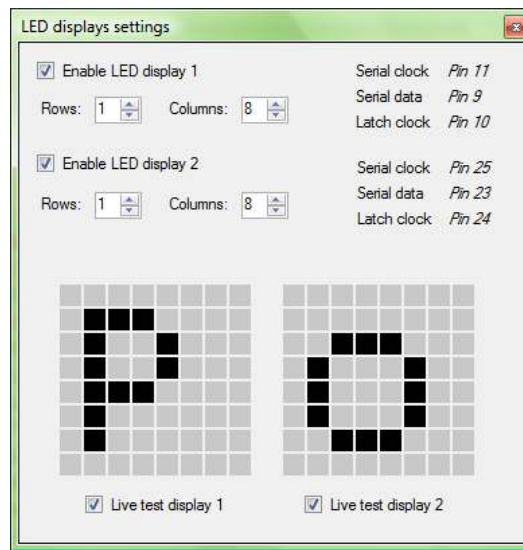 LED displays settings
Enable LED display 1
Serial clock Pin 11
Serial data Pin 9
Rows: 1 Columns: 8
Latch clock Pin 10
Enable LED display 2
Serial clock Pin 25
Serial data Pin 23
Rows: 1 Columns: 8
Latch clock Pin 24
Live test display 1 Live test display 2